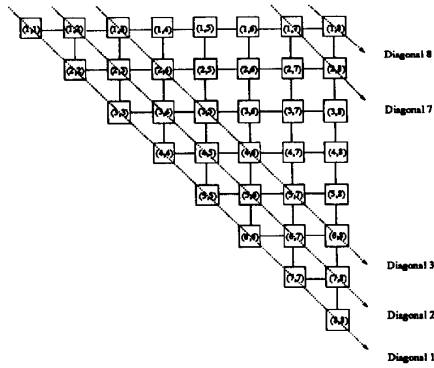 (1,1) (1,2) (1,3) (1,4) (1,5) (1,6) (1,7) (1,8)
Diagonal 8
(2,2) (2,3) (2,4) (2,5) (2,6) (2,7) (2,8)
Diagonal 7
(3,3) (3,4) (3,5) (3,6) (3,7) (3,8)
(4,4) (4,5) (4,6) (4,7) (4,8)
(5,5) (5,6) (5,7) (5,8)
(6,6) (6,7) (6,8)
Diagonal 3
(7,7) (7,8)
Diagonal 2
(8,8)
Diagonal 1